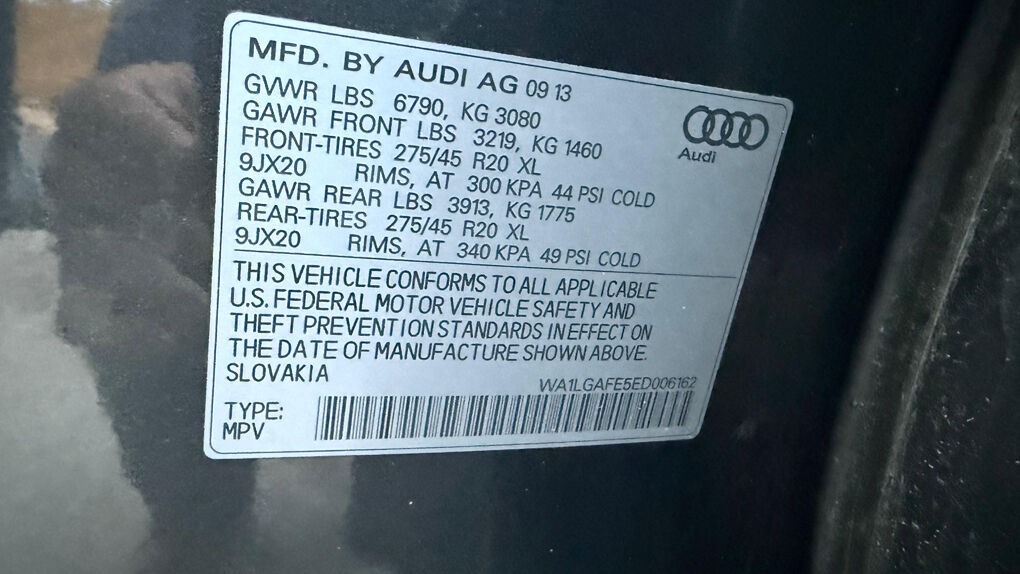 MFD. BY AUDI AG 09 13
GVWR LBS 6790, KG 3080
GAWR FRONT LBS 3219, KG 1460
FRONT-TIRES 275/45 R20 XL
9JX20 RIMS, AT 300 KPA 44 PSI COLD
GAWR REAR LBS 3913, KG 1775
REAR-TIRES 275/45 R20 XL
9JX20 RIMS, AT 340 KPA 49 PSI COLD
Audi
THIS VEHICLE CONFORMS TO ALL APPLICABLE
U.S. FEDERAL MOTOR VEHICLE SAFETY AND
THEFT PREVENTION STANDARDS IN EFFECT ON
THE DATE OF MANUFACTURE SHOWN ABOVE.
SLOVAKIA
WA1LGAFE5ED006162
TYPE:
MPV